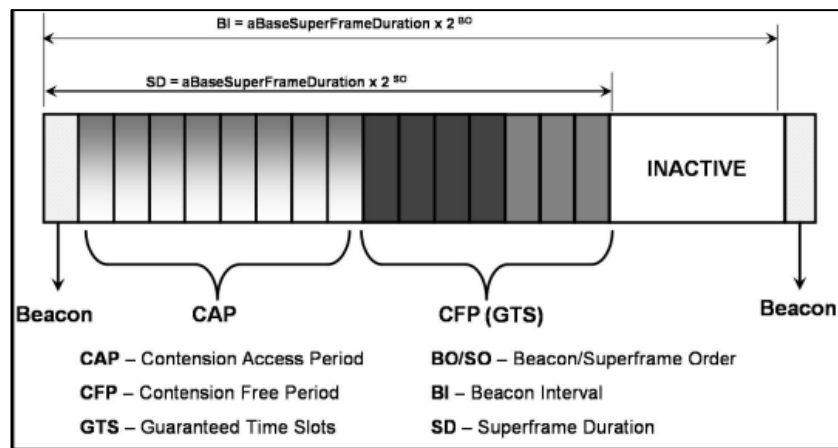 BI = aBaseSuperFrameDuration x 2 BO
SD = aBaseSuperFrameDuration x 2 SO
INACTIVE
Beacon
CAP
CFP (GTS)
Beacon
CAP – Contension Access Period
BO/SO – Beacon/Superframe Order
CFP – Contension Free Period
BI – Beacon Interval
GTS – Guaranteed Time Slots
SD – Superframe Duration